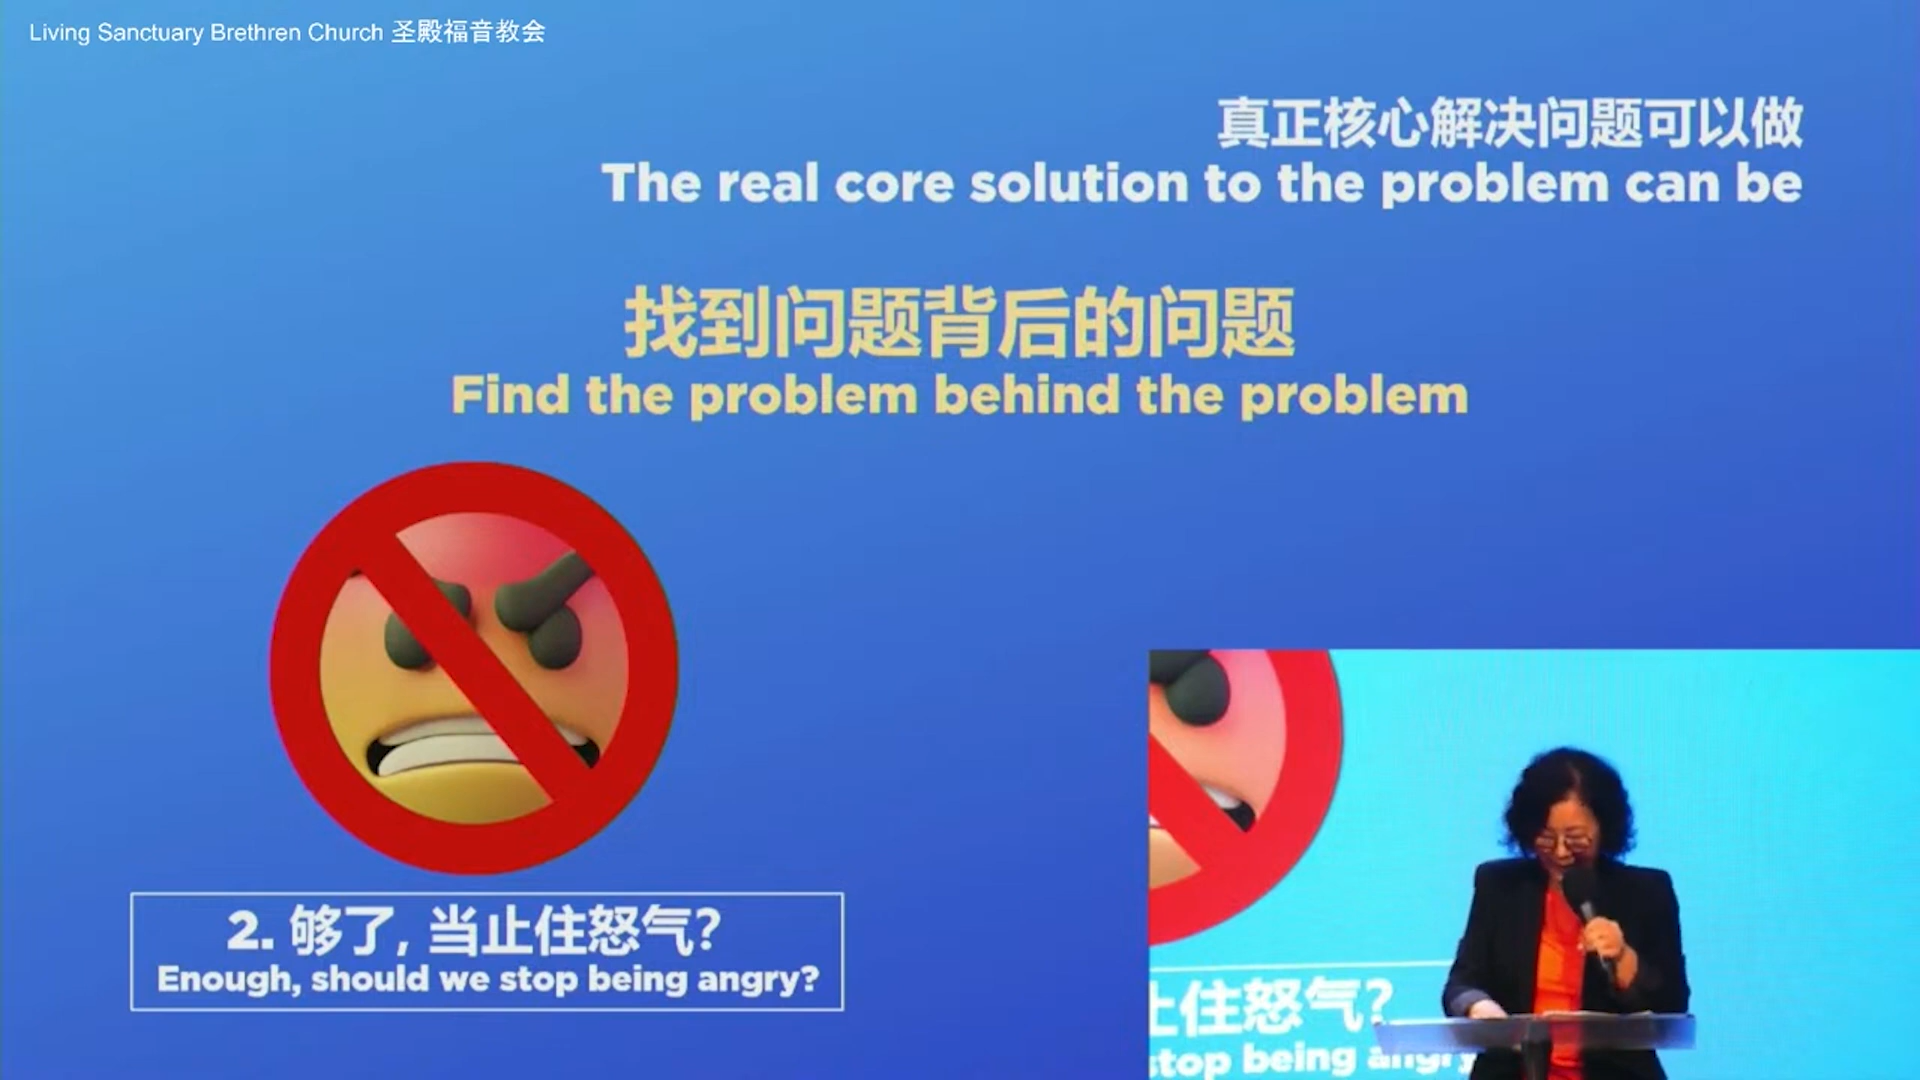 Living Sanctuary Brethren Church 圣殿福音教会
真正核心解决问题可以做
The real core solution to the problem can be
找到问题背后的问题
Find the problem behind the problem
2. 够了, 当止住怒气?
Enough, should we stop being angry?
止住怒气?
stop being angry